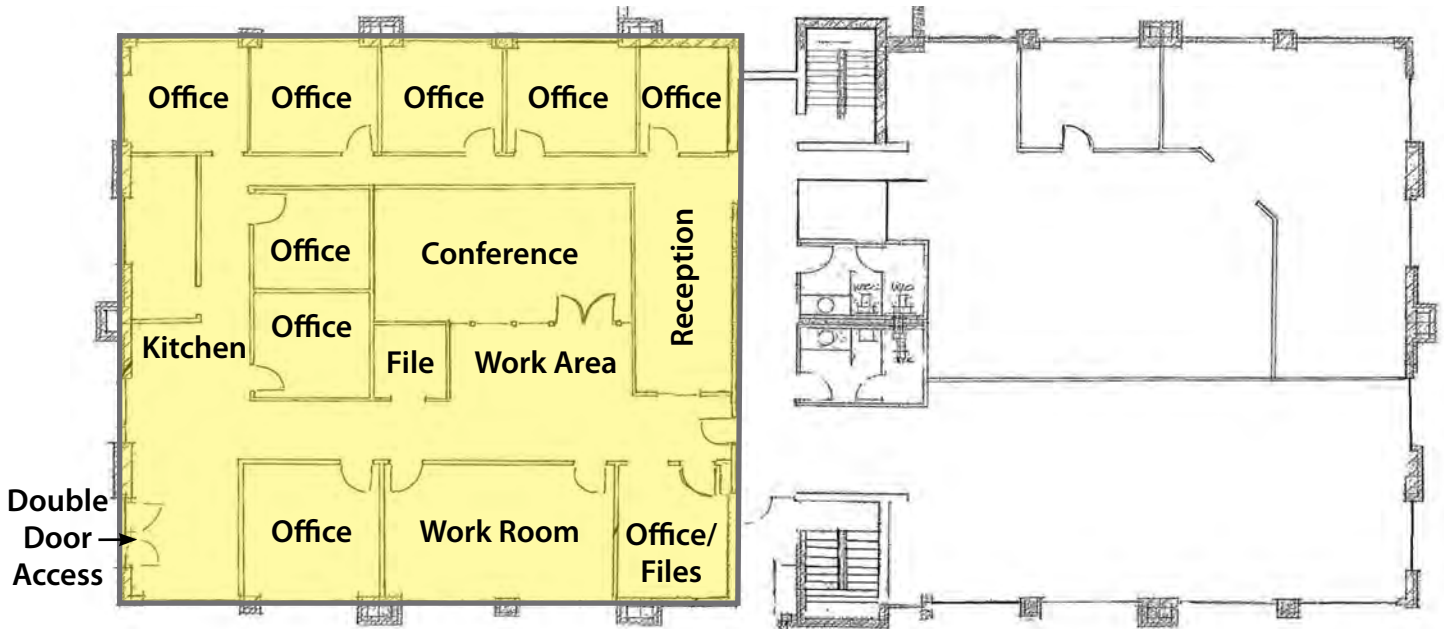 Office
Office
Office
Office
Office
Office
Conference
Reception
Office
Kitchen
File
Work Area
Double
Door
Access
Office
Work Room
Office/
Files